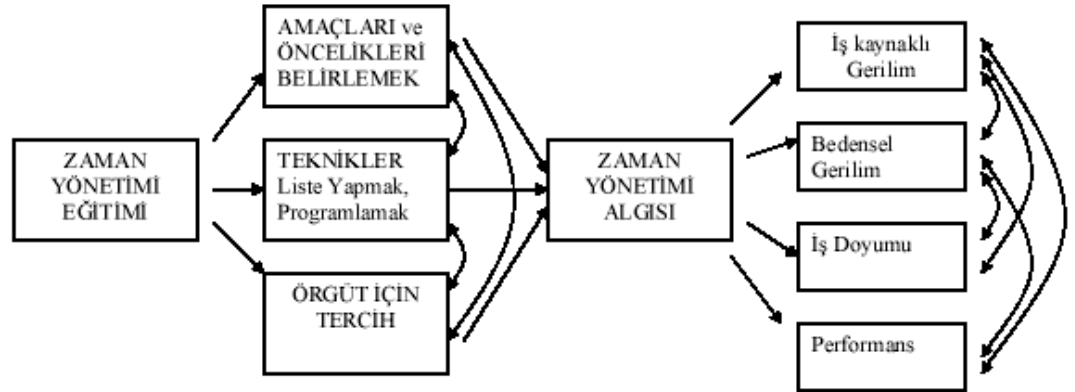 ZAMAN
YÖNETİMİ
EĞİTİMİ
AMAÇLARI ve
ÖNCELİKLERİ
BELİRLEMEK
TEKNİKLER
Liste Yapmak,
Programlamak
ÖRGÜT İÇİN
TERCİH
ZAMAN
YÖNETİMİ
ALGISI
İş kaynaklı
Gerilim
Bedensel
Gerilim
İş Doyumu
Performans